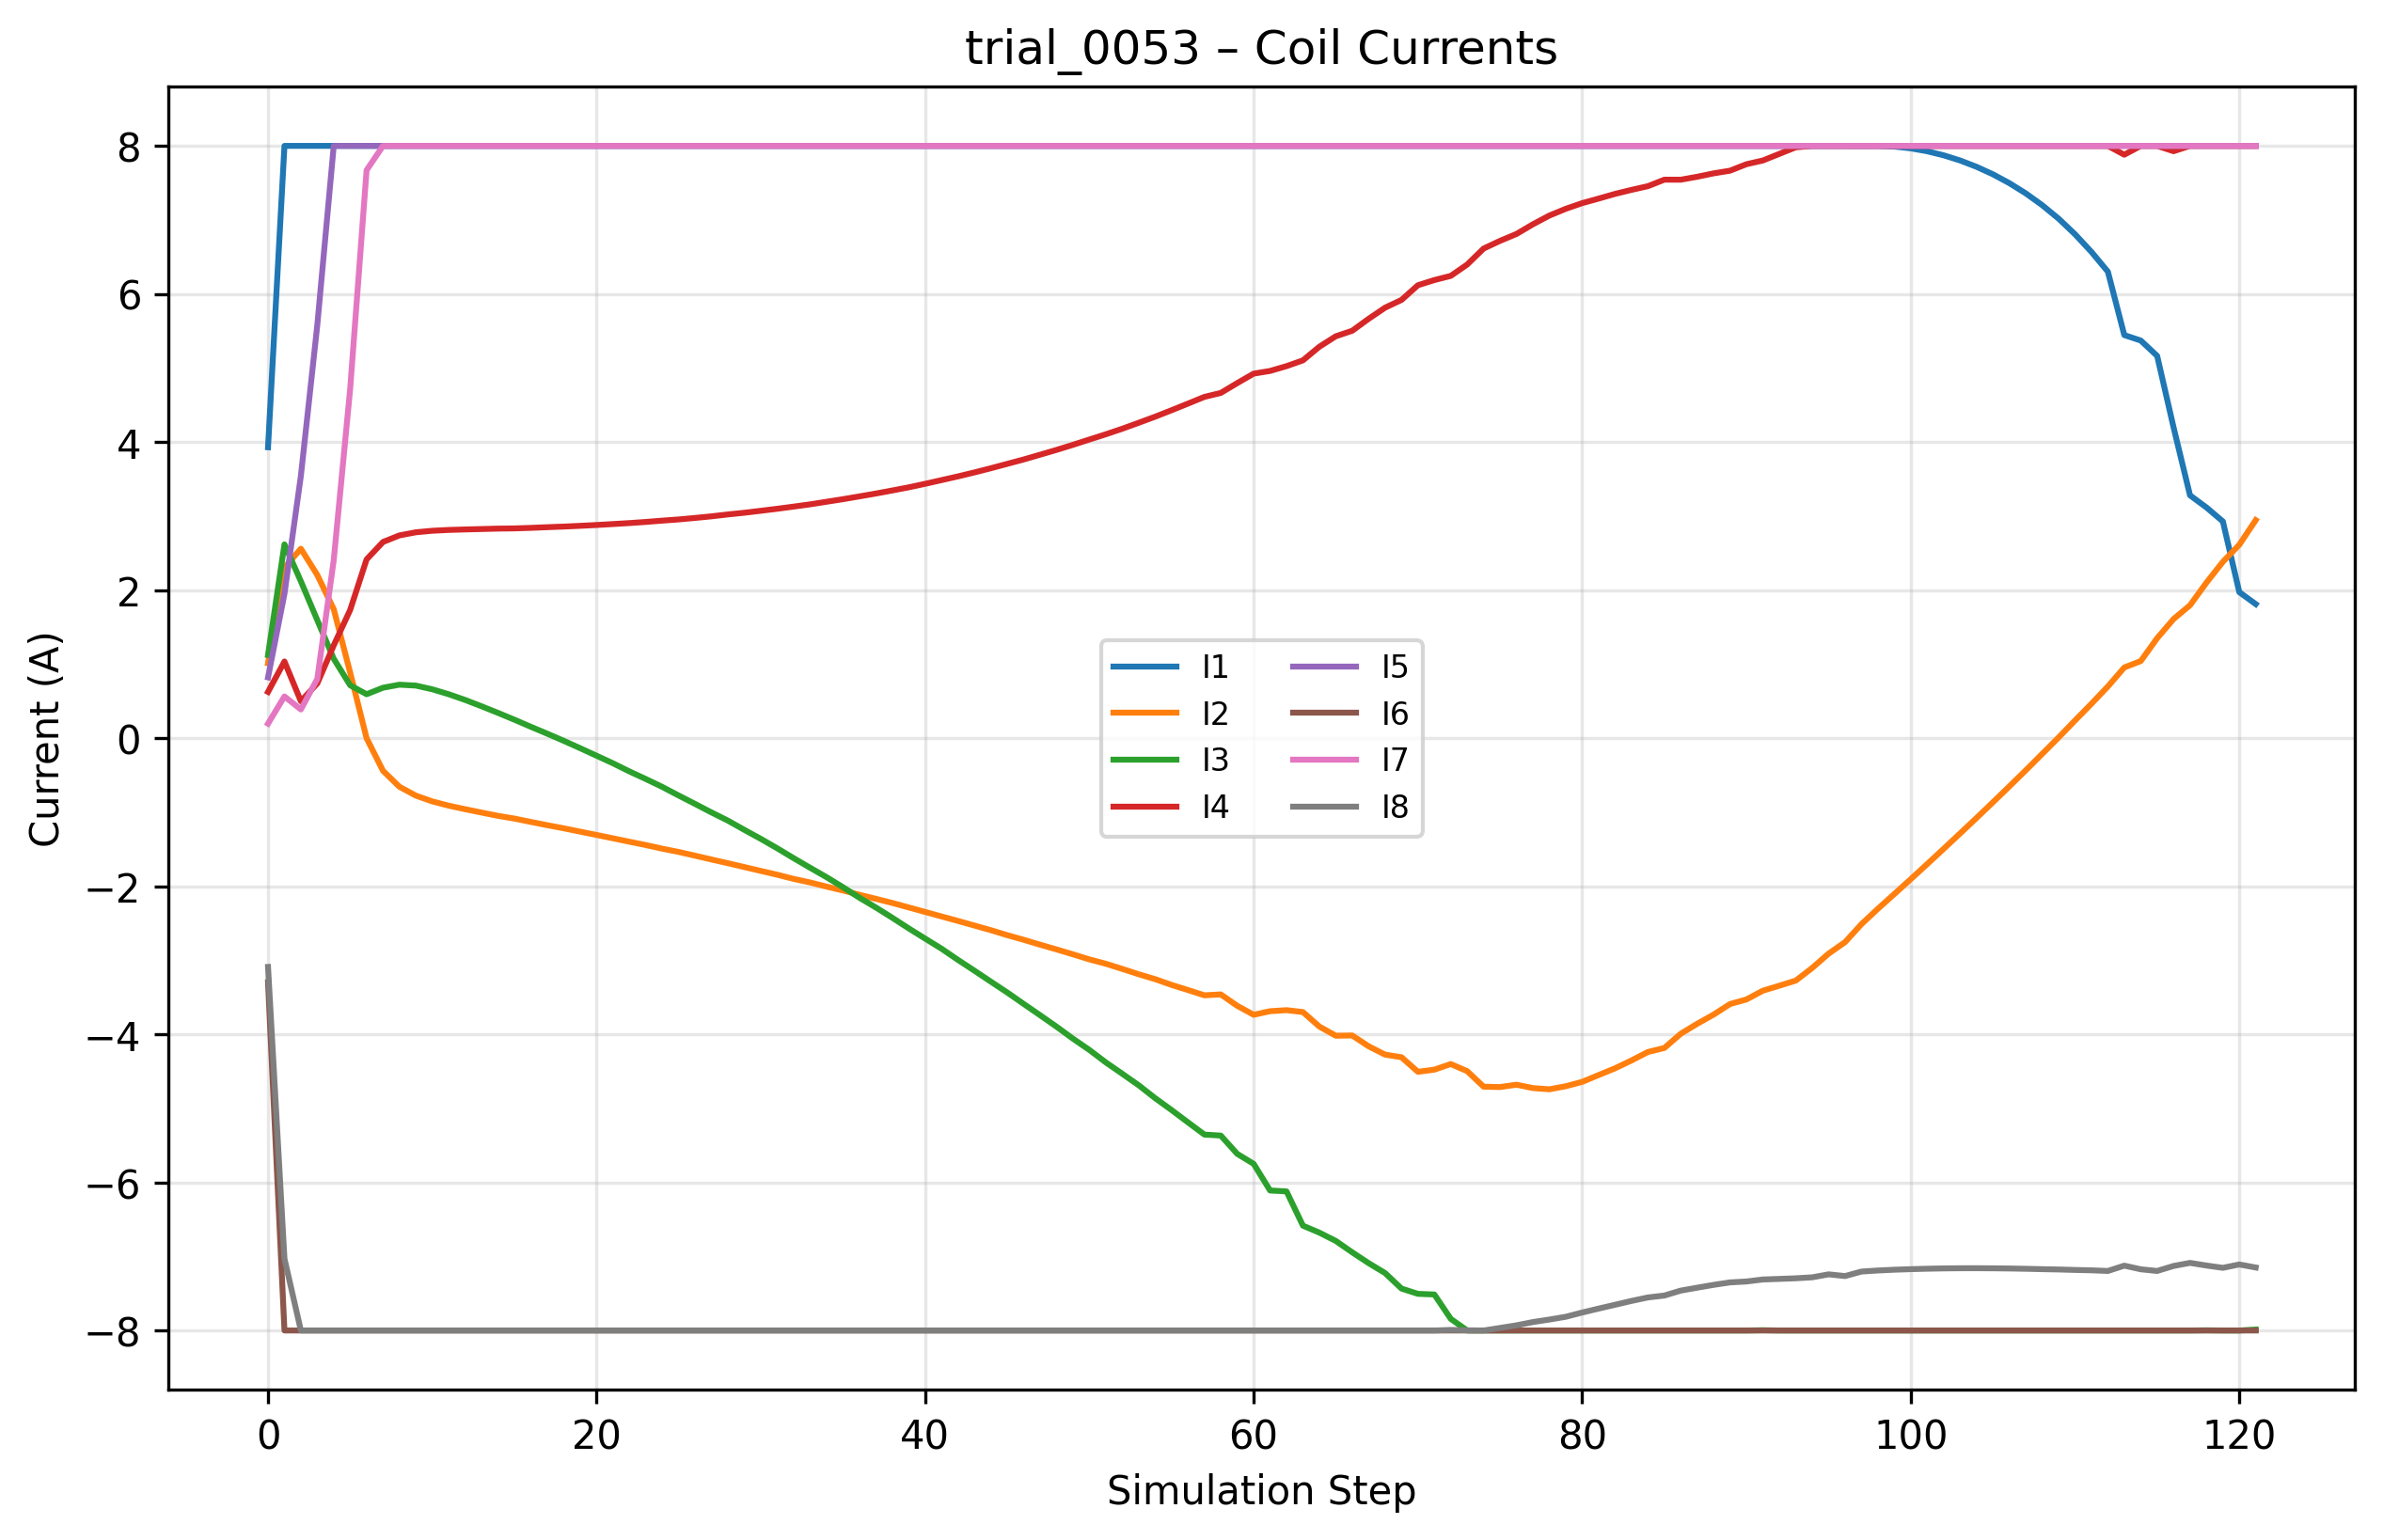 trial_0053 – Coil Currents
Current (A)
8
6
4
2
0
−2
−4
−6
−8
I1 I5
I2 I6
I3 I7
I4 I8
0 20 40 60 80 100 120
Simulation Step